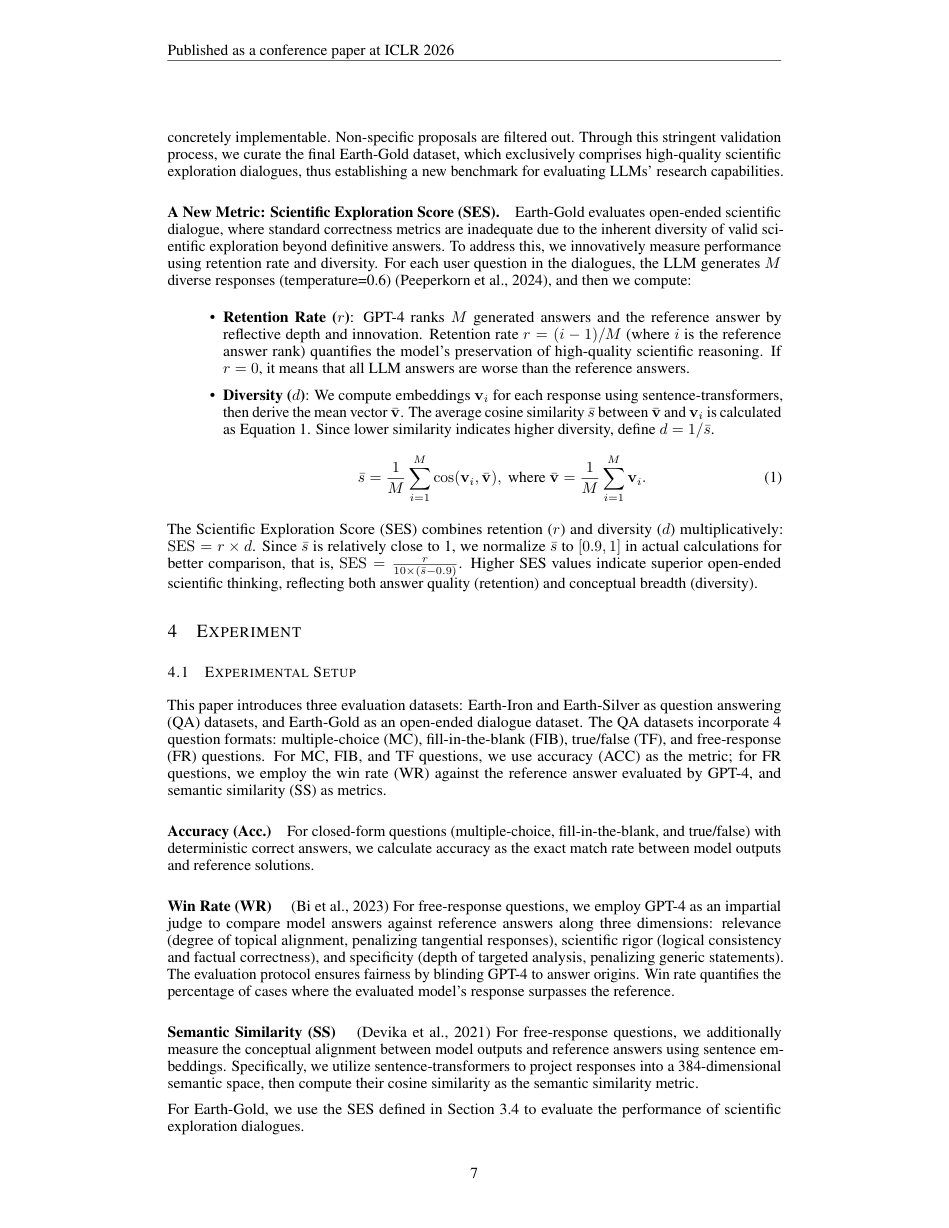 Published as a conference paper at ICLR 2026
concretely implementable. Non-specific proposals are filtered out. Through this stringent validation
process, we curate the final Earth-Gold dataset, which exclusively comprises high-quality scientific
exploration dialogues, thus establishing a new benchmark for evaluating LLMs' research capabilities.
A New Metric: Scientific Exploration Score (SES). Earth-Gold evaluates open-ended scientific
dialogue, where standard correctness metrics are inadequate due to the inherent diversity of valid sci-
entific exploration beyond definitive answers. To address this, we innovatively measure performance
using retention rate and diversity. For each user question in the dialogues, the LLM generates M
diverse responses (temperature=0.6) (Peeperkorn et al., 2024), and then we compute:
• Retention Rate (r): GPT-4 ranks M generated answers and the reference answer by
reflective depth and innovation. Retention rate r = (i − 1)/M (where i is the reference
answer rank) quantifies the model's preservation of high-quality scientific reasoning. If
r = 0, it means that all LLM answers are worse than the reference answers.
• Diversity (d): We compute embeddings v_i for each response using sentence-transformers,
then derive the mean vector v̄. The average cosine similarity s̄ between v̄ and v_i is calculated
as Equation 1. Since lower similarity indicates higher diversity, define d = 1/s̄.
s̄ = 1/M ∑_{i=1}^{M} cos(v_i, v̄), where v̄ = 1/M ∑_{i=1}^{M} v_i. (1)
The Scientific Exploration Score (SES) combines retention (r) and diversity (d) multiplicatively:
SES = r × d. Since s̄ is relatively close to 1, we normalize s̄ to [0.9, 1] in actual calculations for
better comparison, that is, SES = r/(10×(s̄−0.9)). Higher SES values indicate superior open-ended
scientific thinking, reflecting both answer quality (retention) and conceptual breadth (diversity).
4 EXPERIMENT
4.1 EXPERIMENTAL SETUP
This paper introduces three evaluation datasets: Earth-Iron and Earth-Silver as question answering
(QA) datasets, and Earth-Gold as an open-ended dialogue dataset. The QA datasets incorporate 4
question formats: multiple-choice (MC), fill-in-the-blank (FIB), true/false (TF), and free-response
(FR) questions. For MC, FIB, and TF questions, we use accuracy (ACC) as the metric; for FR
questions, we employ the win rate (WR) against the reference answer evaluated by GPT-4, and
semantic similarity (SS) as metrics.
Accuracy (Acc.) For closed-form questions (multiple-choice, fill-in-the-blank, and true/false) with
deterministic correct answers, we calculate accuracy as the exact match rate between model outputs
and reference solutions.
Win Rate (WR) (Bi et al., 2023) For free-response questions, we employ GPT-4 as an impartial
judge to compare model answers against reference answers along three dimensions: relevance
(degree of topical alignment, penalizing tangential responses), scientific rigor (logical consistency
and factual correctness), and specificity (depth of targeted analysis, penalizing generic statements).
The evaluation protocol ensures fairness by blinding GPT-4 to answer origins. Win rate quantifies the
percentage of cases where the evaluated model's response surpasses the reference.
Semantic Similarity (SS) (Devika et al., 2021) For free-response questions, we additionally
measure the conceptual alignment between model outputs and reference answers using sentence em-
beddings. Specifically, we utilize sentence-transformers to project responses into a 384-dimensional
semantic space, then compute their cosine similarity as the semantic similarity metric.
For Earth-Gold, we use the SES defined in Section 3.4 to evaluate the performance of scientific
exploration dialogues.
7